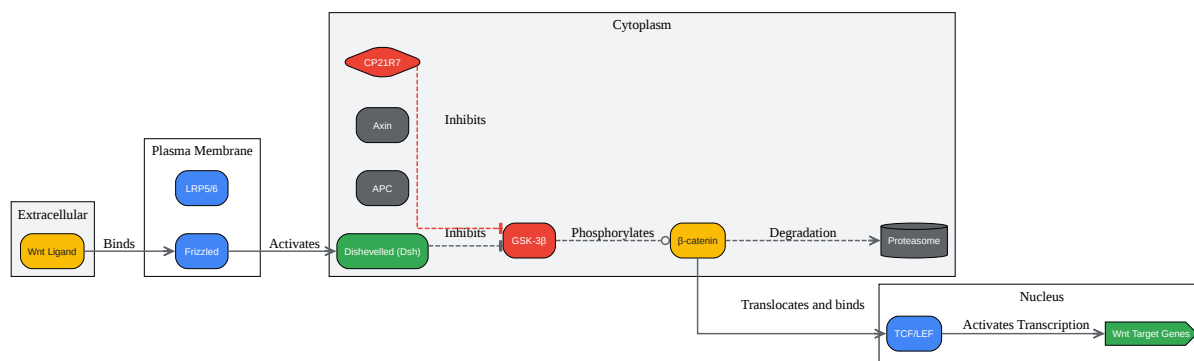 Cytoplasm
CP21R7
Inhibits
Axin
Plasma Membrane
LRP5/6
APC
Extracellular
Wnt Ligand
Binds
Frizzled
Activates
Dishevelled (Dsh)
Inhibits
GSK-3β
Phosphorylates
β-catenin
Degradation
Proteasome
Translocates and binds
Nucleus
TCF/LEF
Activates Transcription
Wnt Target Genes